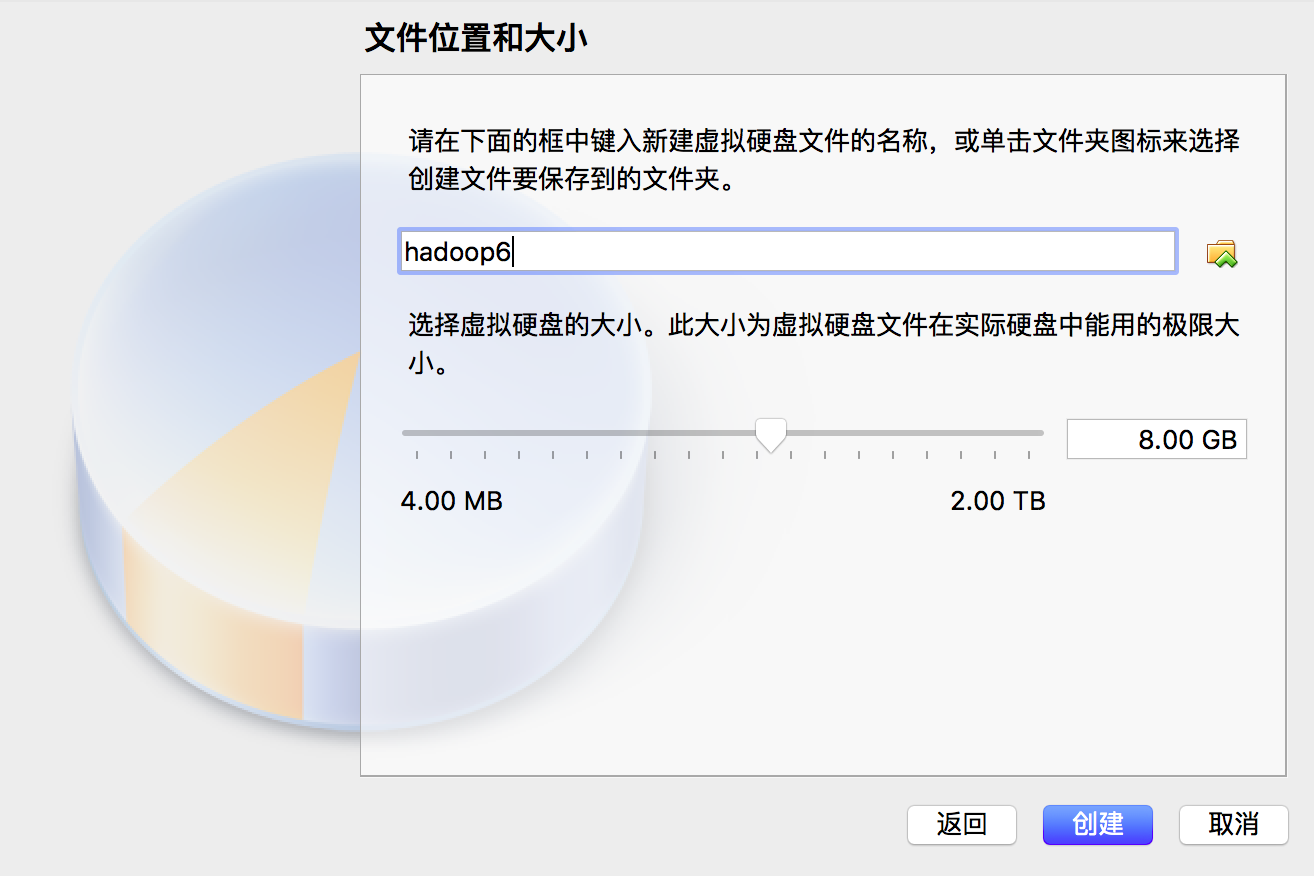 文件位置和大小
请在下面的框中键入新建虚拟硬盘文件的名称，或单击文件夹图标来选择
创建文件要保存到的文件夹。
hadoop6
选择虚拟硬盘的大小。此大小为虚拟硬盘文件在实际硬盘中能用的极限大
小。
8.00 GB
4.00 MB 2.00 TB
返回 创建 取消